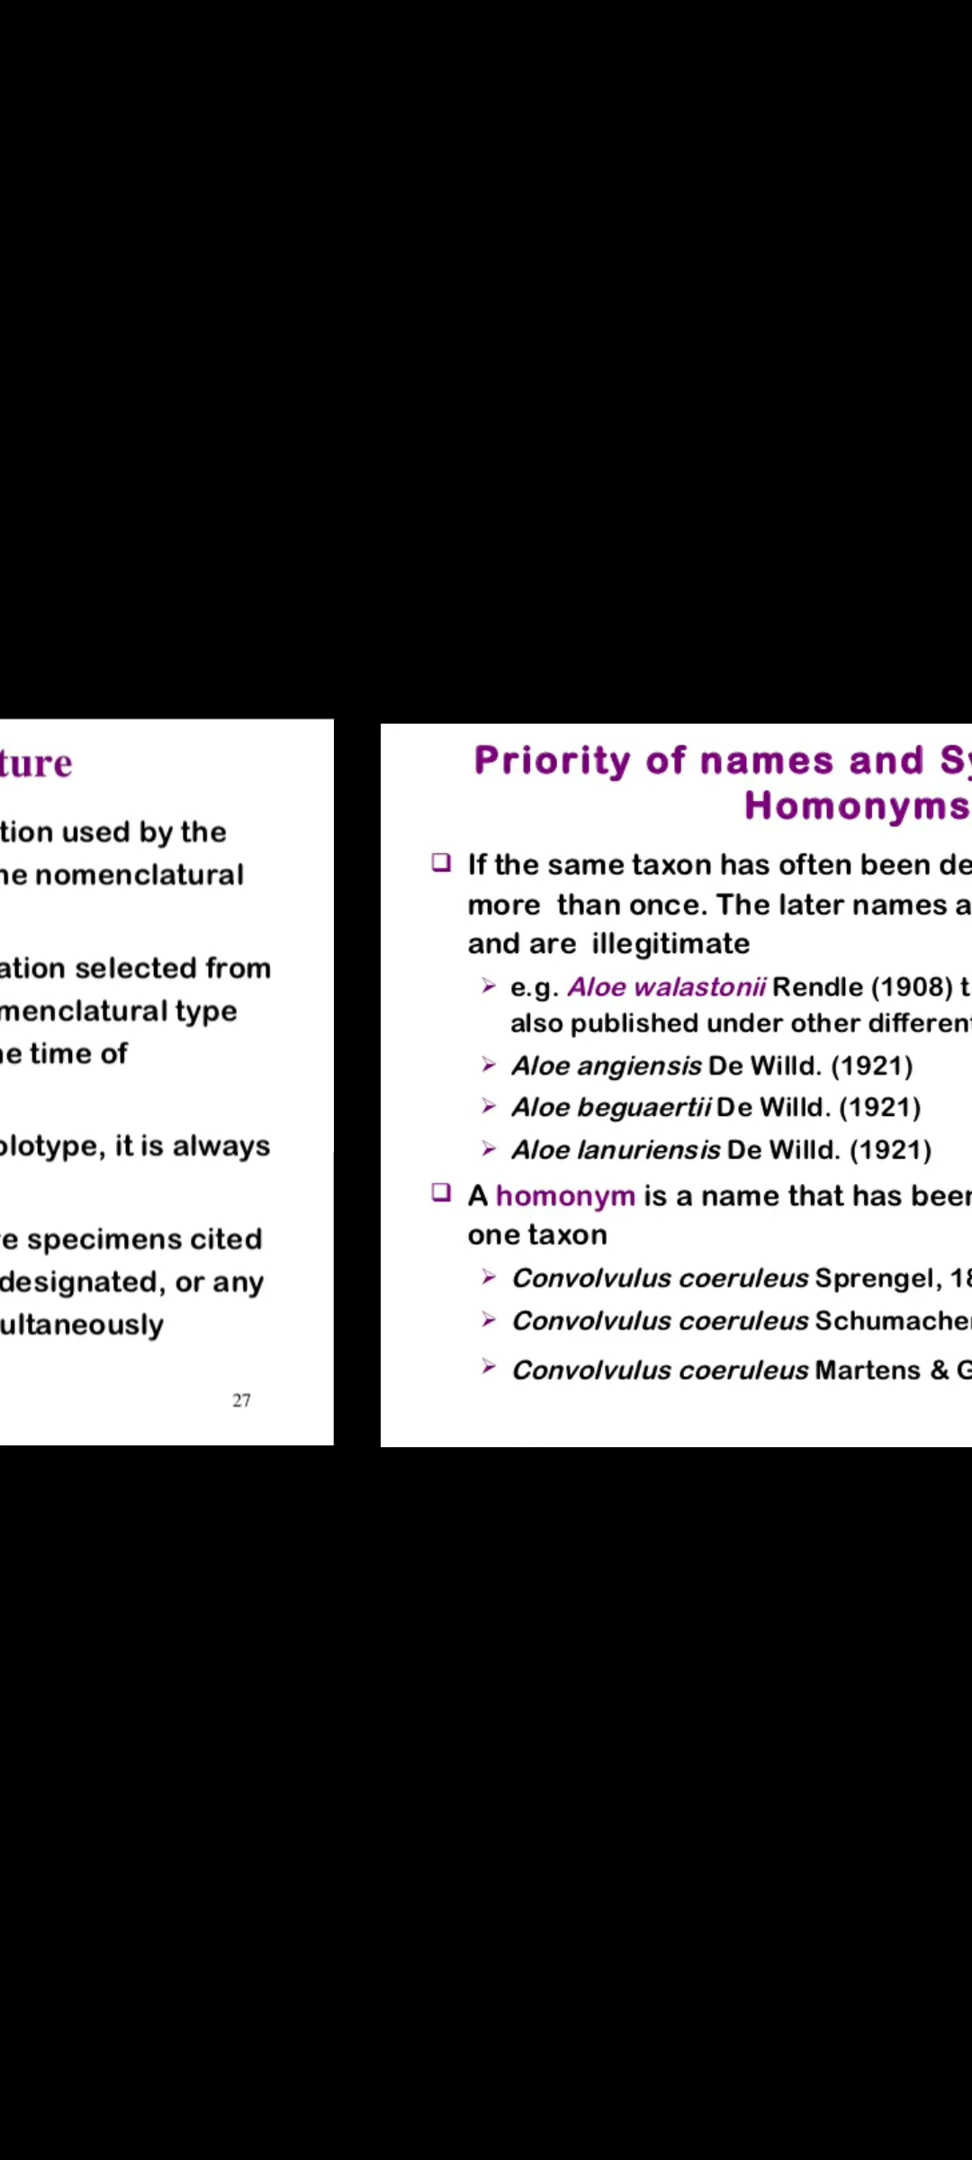 ture
tion used by the
ne nomenclatural
ation selected from
menclatural type
e time of
olotype, it is always
e specimens cited
designated, or any
ultaneously
27
Priority of names and Sy
Homonyms
❑ If the same taxon has often been de
more than once. The later names a
and are illegitimate
➢ e.g. Aloe walastonii Rendle (1908) t
also published under other different
➢ Aloe angiensis De Willd. (1921)
➢ Aloe beguaertii De Willd. (1921)
➢ Aloe lanuriensis De Willd. (1921)
❑ A homonym is a name that has been
one taxon
➢ Convolvulus coeruleus Sprengel, 18
➢ Convolvulus coeruleus Schumacher
➢ Convolvulus coeruleus Martens & G